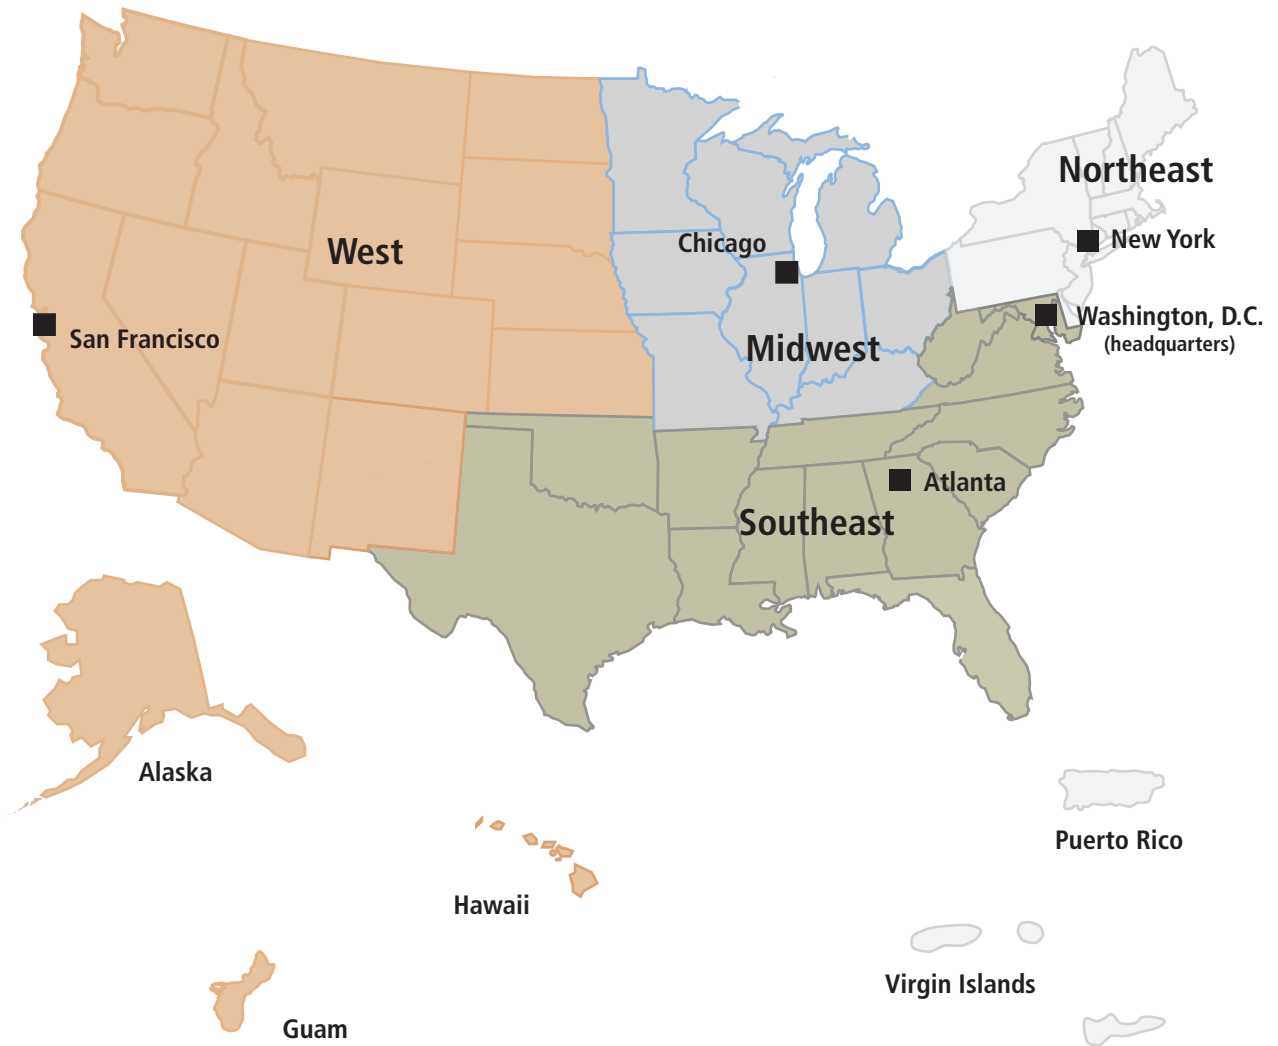 Northeast
New York
Chicago
West
Washington, D.C.
(headquarters)
San Francisco
Midwest
Atlanta
Southeast
Alaska
Puerto Rico
Hawaii
Virgin Islands
Guam